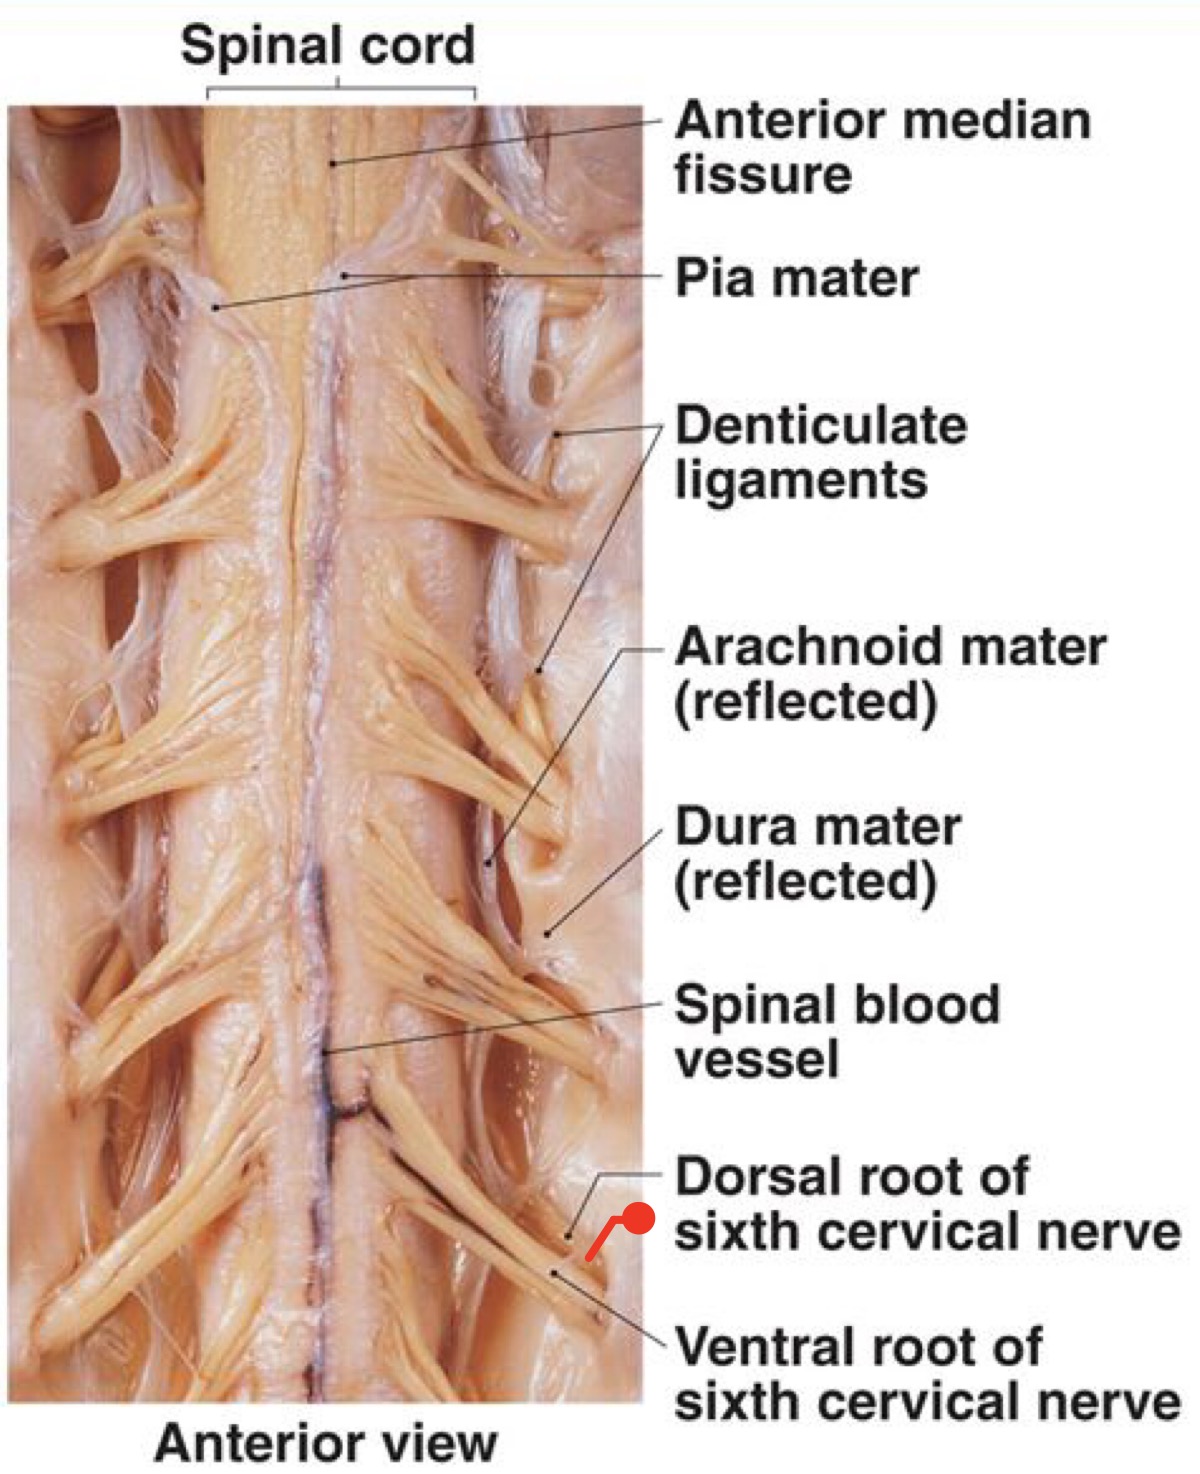 Spinal cord
Anterior median
fissure
Pia mater
Denticulate
ligaments
Arachnoid mater
(reflected)
Dura mater
(reflected)
Spinal blood
vessel
Dorsal root of
sixth cervical nerve
Ventral root of
sixth cervical nerve
Anterior view